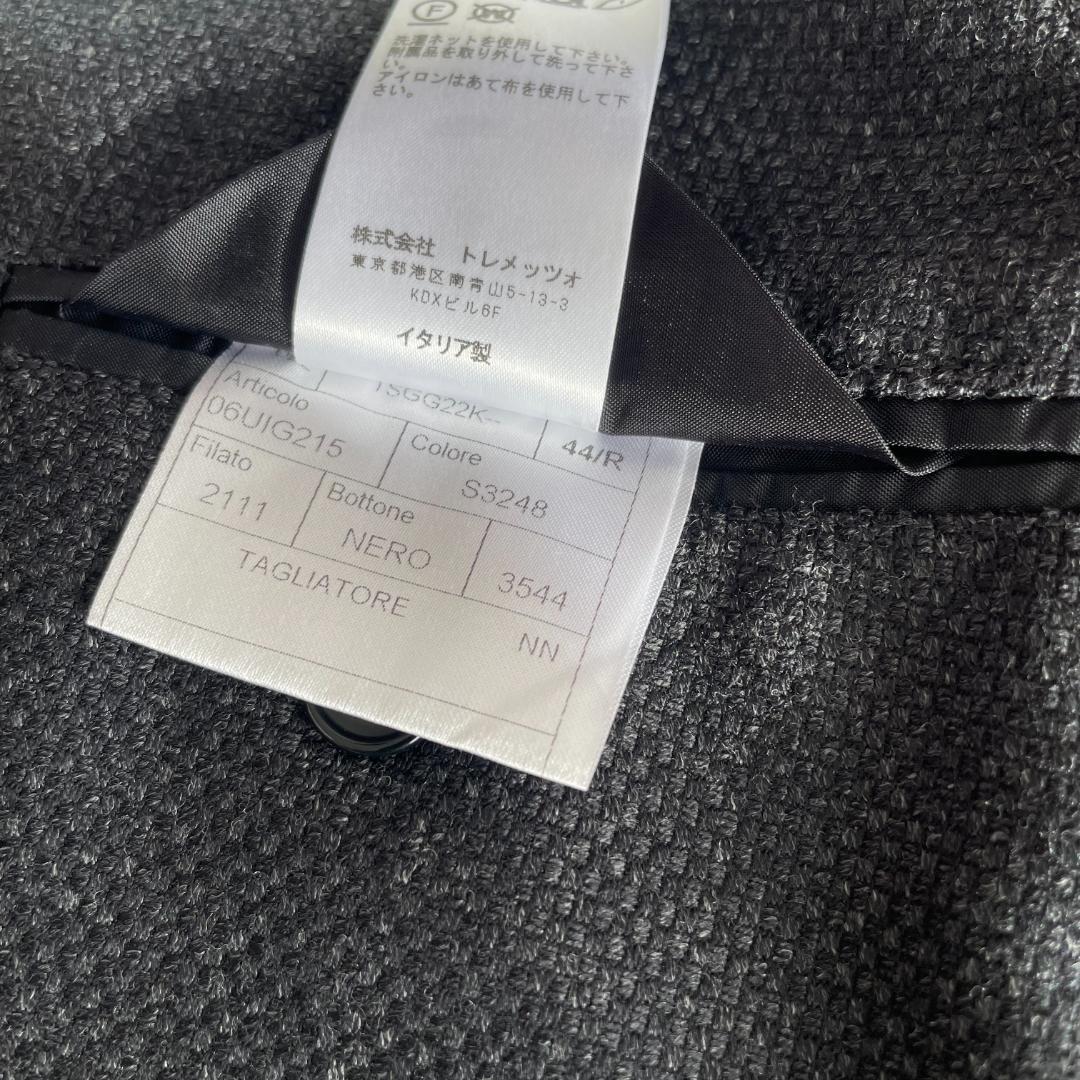 F
洗濯ネットを使用して下さい。
附属品を取り外して洗って下さ
い。
アイロンはあて布を使用して下
さい。
株式会社 トレメッツォ
東京都港区南青山5-13-3
KDXビル6F
イタリア製
1SGG22K-- 44/R
Articolo
06UIG215
Colore
S3248
Filato
2111
Bottone
NERO
3544
TAGLIATORE
NN